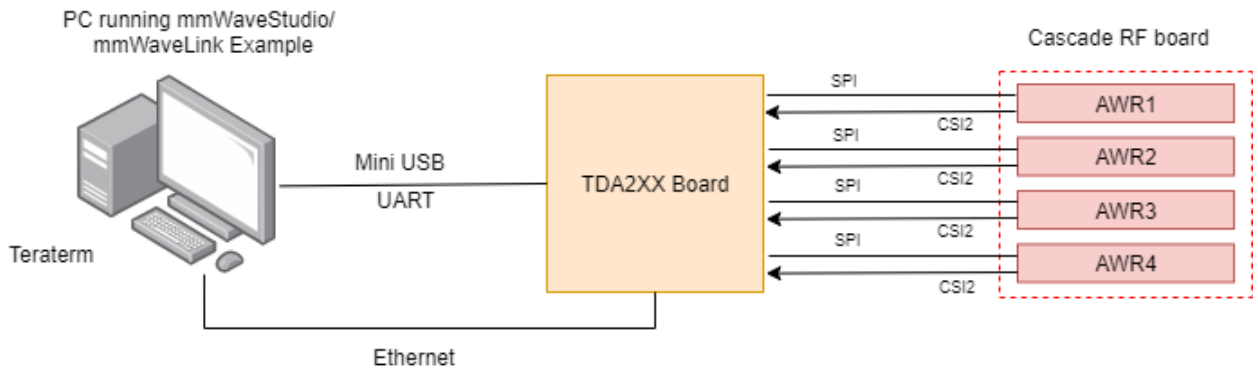 PC running mmWaveStudio/
mmWaveLink Example
Cascade RF board
SPI
AWR1
CSI2
SPI
AWR2
CSI2
Mini USB
UART
TDA2XX Board
SPI
AWR3
CSI2
SPI
AWR4
CSI2
Teraterm
Ethernet